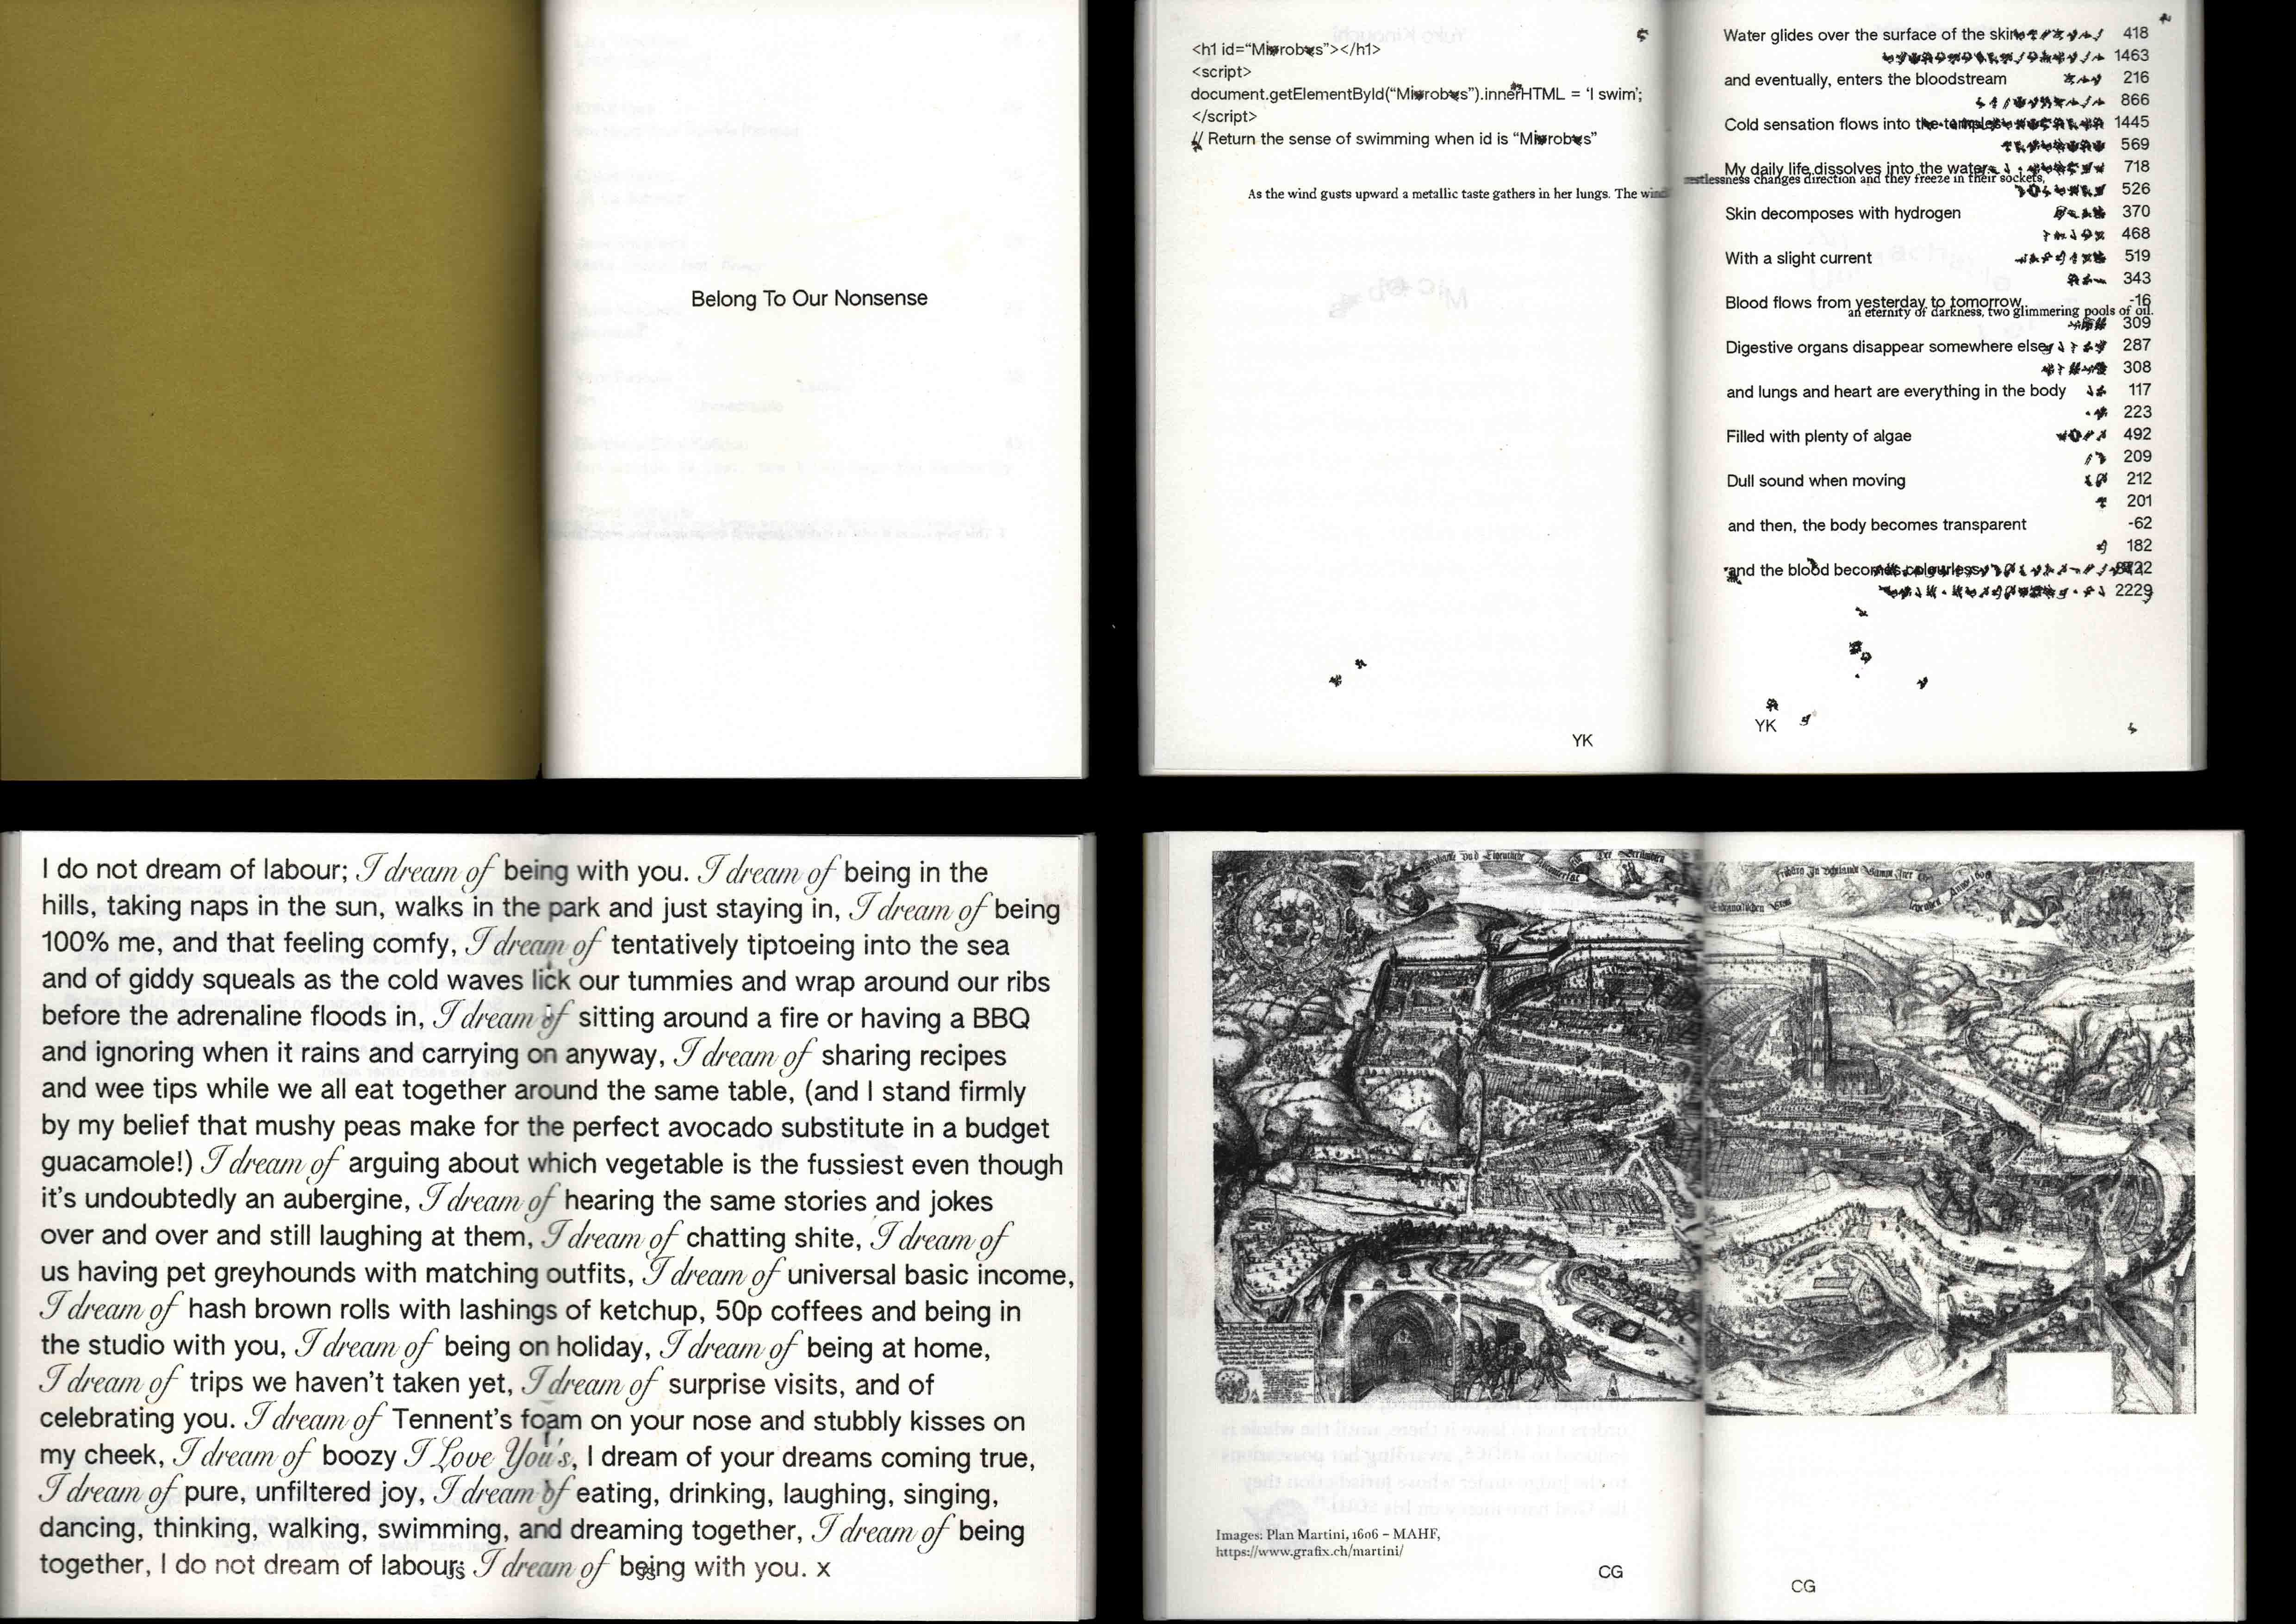 Belong To Our Nonsense
<h1 id="Microbes"></h1>
<script>
document.getElementById("Microbes").innerHTML = 'I swim';
</script>
// Return the sense of swimming when id is "Microbes"
As the wind gusts upward a metallic taste gathers in her lungs. The wind
YK
Water glides over the surface of the skin 418
1463
and eventually, enters the bloodstream 216
866
Cold sensation flows into the temples 1445
569
My daily life dissolves into the water 718
restlessness changes direction and they freeze in their sockets,
526
Skin decomposes with hydrogen 370
468
With a slight current 519
343
Blood flows from yesterday to tomorrow -16
an eternity of darkness, two glimmering pools of oil.
309
Digestive organs disappear somewhere else 287
308
and lungs and heart are everything in the body 117
223
Filled with plenty of algae 492
209
Dull sound when moving 212
201
and then, the body becomes transparent -62
182
and the blood becomes colourless
2229
YK
I do not dream of labour; I dream of being with you. I dream of being in the
hills, taking naps in the sun, walks in the park and just staying in, I dream of being
100% me, and that feeling comfy, I dream of tentatively tiptoeing into the sea
and of giddy squeals as the cold waves lick our tummies and wrap around our ribs
before the adrenaline floods in, I dream of sitting around a fire or having a BBQ
and ignoring when it rains and carrying on anyway, I dream of sharing recipes
and wee tips while we all eat together around the same table, (and I stand firmly
by my belief that mushy peas make for the perfect avocado substitute in a budget
guacamole!) I dream of arguing about which vegetable is the fussiest even though
it's undoubtedly an aubergine, I dream of hearing the same stories and jokes
over and over and still laughing at them, I dream of chatting shite, I dream of
us having pet greyhounds with matching outfits, I dream of universal basic income,
I dream of hash brown rolls with lashings of ketchup, 50p coffees and being in
the studio with you, I dream of being on holiday, I dream of being at home,
I dream of trips we haven't taken yet, I dream of surprise visits, and of
celebrating you. I dream of Tennent's foam on your nose and stubbly kisses on
my cheek, I dream of boozy I Love You's, I dream of your dreams coming true,
I dream of pure, unfiltered joy, I dream of eating, drinking, laughing, singing,
dancing, thinking, walking, swimming, and dreaming together, I dream of being
together, I do not dream of labour; I dream of being with you. x
Images: Plan Martini, 1606 – MAHF,
https://www.grafix.ch/martini/
CG
CG